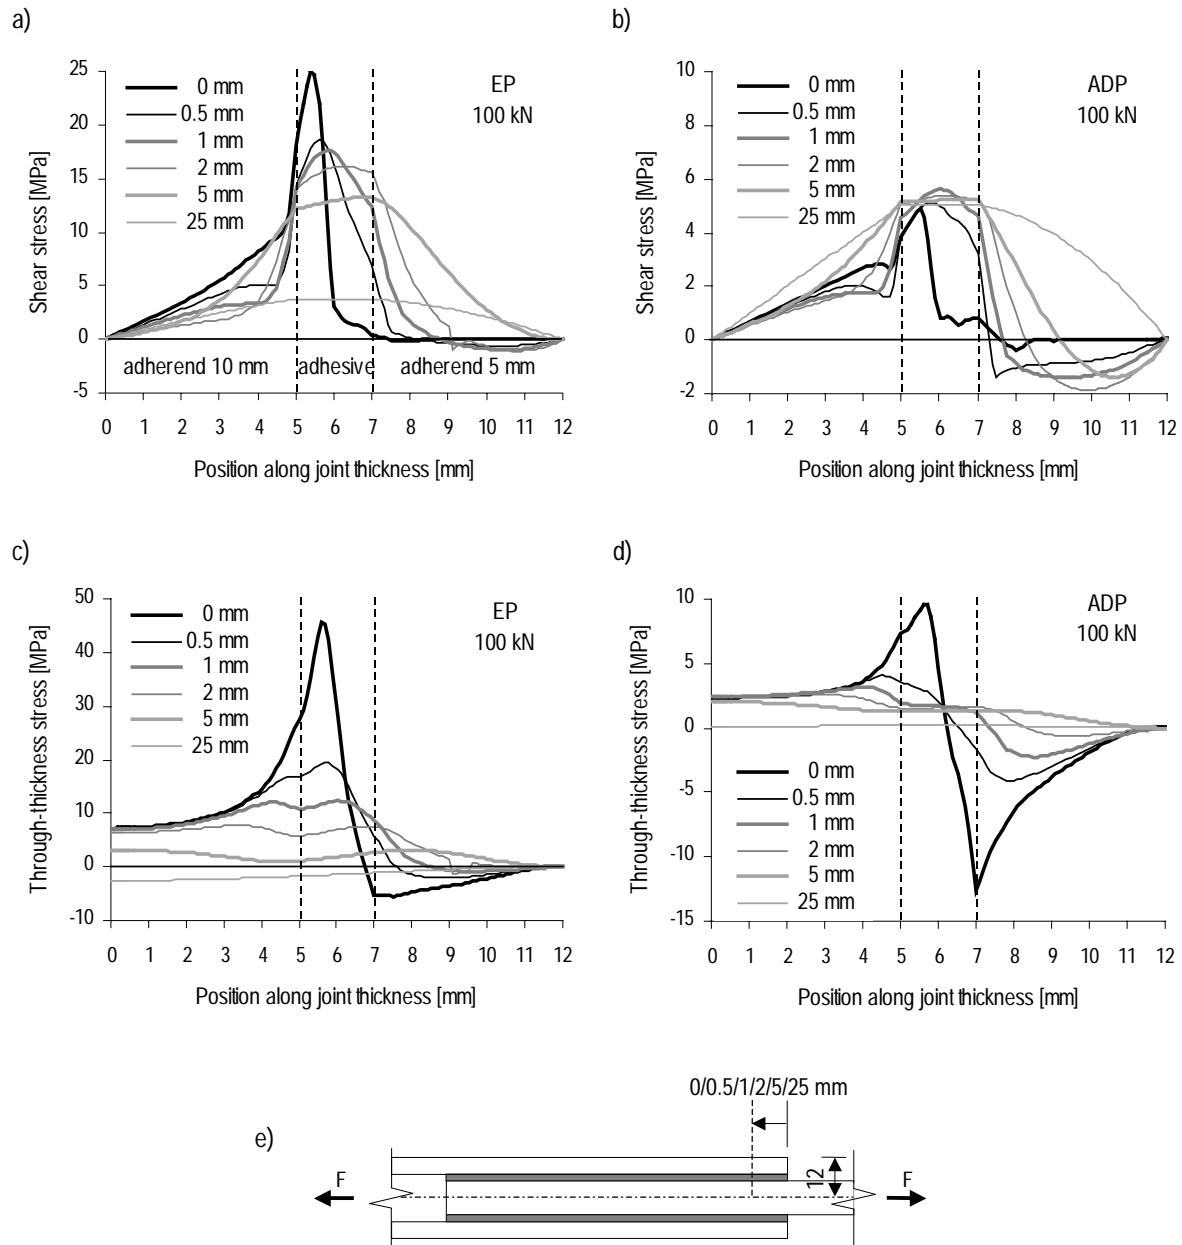 a)
25
20
15
10
5
0
-5
Shear stress [MPa]
0 mm
0.5 mm
1 mm
2 mm
5 mm
25 mm
EP
100 kN
adherend 10 mm
adhesive
adherend 5 mm
0 1 2 3 4 5 6 7 8 9 10 11 12
Position along joint thickness [mm]
b)
10
8
6
4
2
0
-2
Shear stress [MPa]
0 mm
0.5 mm
1 mm
2 mm
5 mm
25 mm
ADP
100 kN
0 1 2 3 4 5 6 7 8 9 10 11 12
Position along joint thickness [mm]
c)
50
40
30
20
10
0
-10
Through-thickness stress [MPa]
0 mm
0.5 mm
1 mm
2 mm
5 mm
25 mm
EP
100 kN
0 1 2 3 4 5 6 7 8 9 10 11 12
Position along joint thickness [mm]
d)
10
5
0
-5
-10
-15
Through-thickness stress [MPa]
ADP
100 kN
0 mm
0.5 mm
1 mm
2 mm
5 mm
25 mm
0 1 2 3 4 5 6 7 8 9 10 11 12
Position along joint thickness [mm]
e)
0/0.5/1/2/5/25 mm
12
F
F